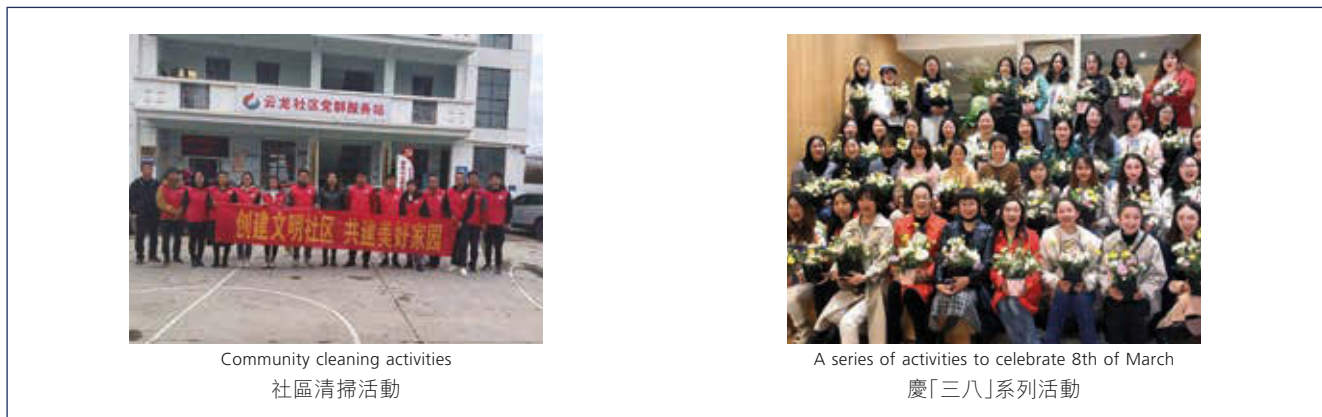 云龙社区党群服务站
创建文明社区 共建美好家园
Community cleaning activities
社區清掃活動
A series of activities to celebrate 8th of March
慶「三八」系列活動